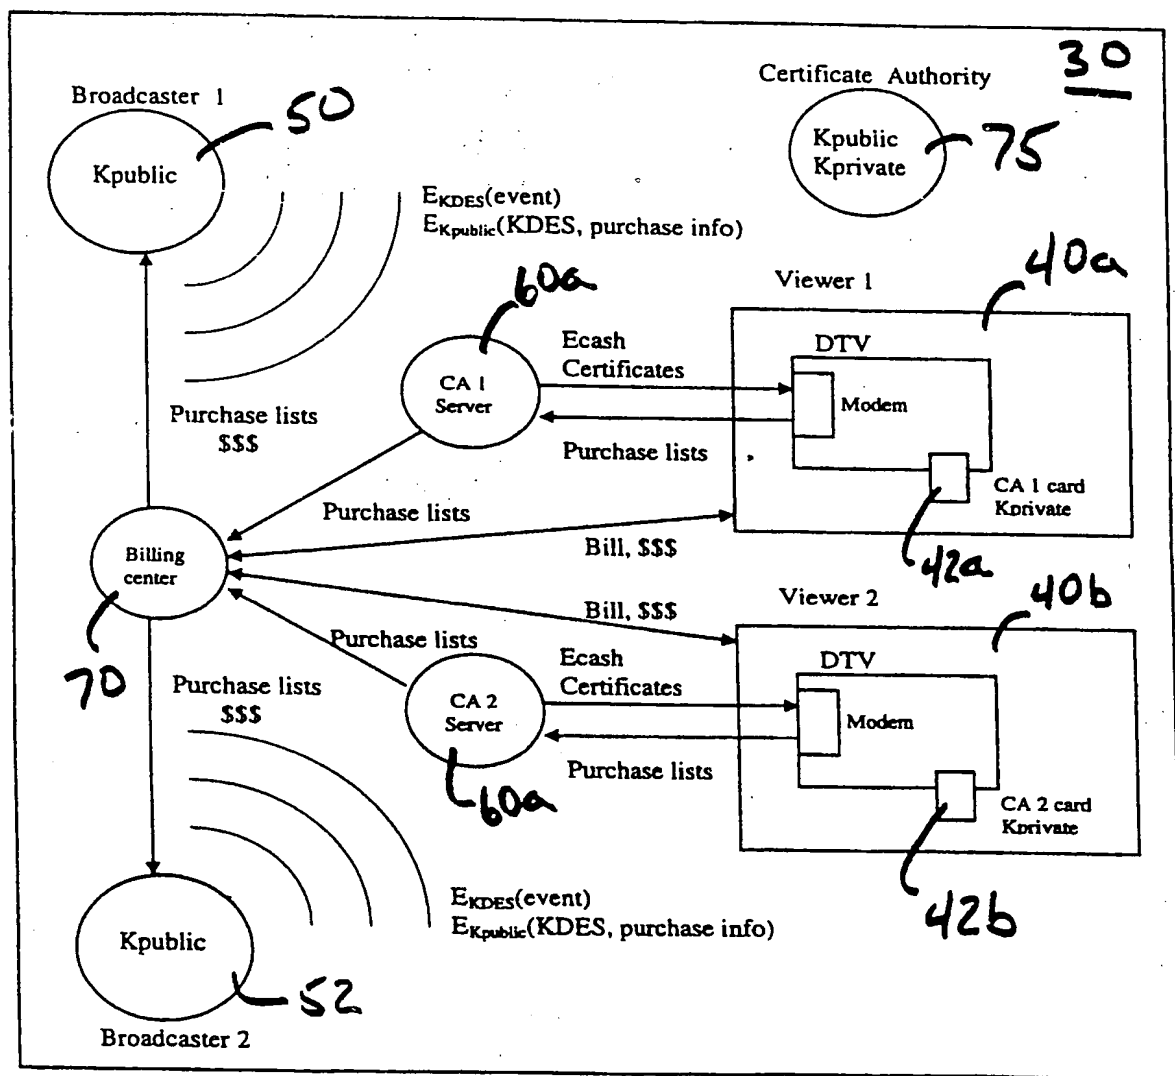 30
Certificate Authority
Broadcaster 1
50
Kpublic
Kprivate
75
Kpublic
EKDES(event)
EKpublic(KDES, purchase info)
60a
Viewer 1
40a
Ecash
Certificates
DTV
CA 1
Server
Modem
Purchase lists
$$$
Purchase lists
CA 1 card
Kprivate
Purchase lists
Bill, $$$
42a
Billing
center
70
Viewer 2
40b
Bill, $$$
Purchase lists
Ecash
Certificates
DTV
Purchase lists
$$$
CA 2
Server
Modem
Purchase lists
60a
CA 2 card
Kprivate
42b
EKDES(event)
EKpublic(KDES, purchase info)
Kpublic
52
Broadcaster 2